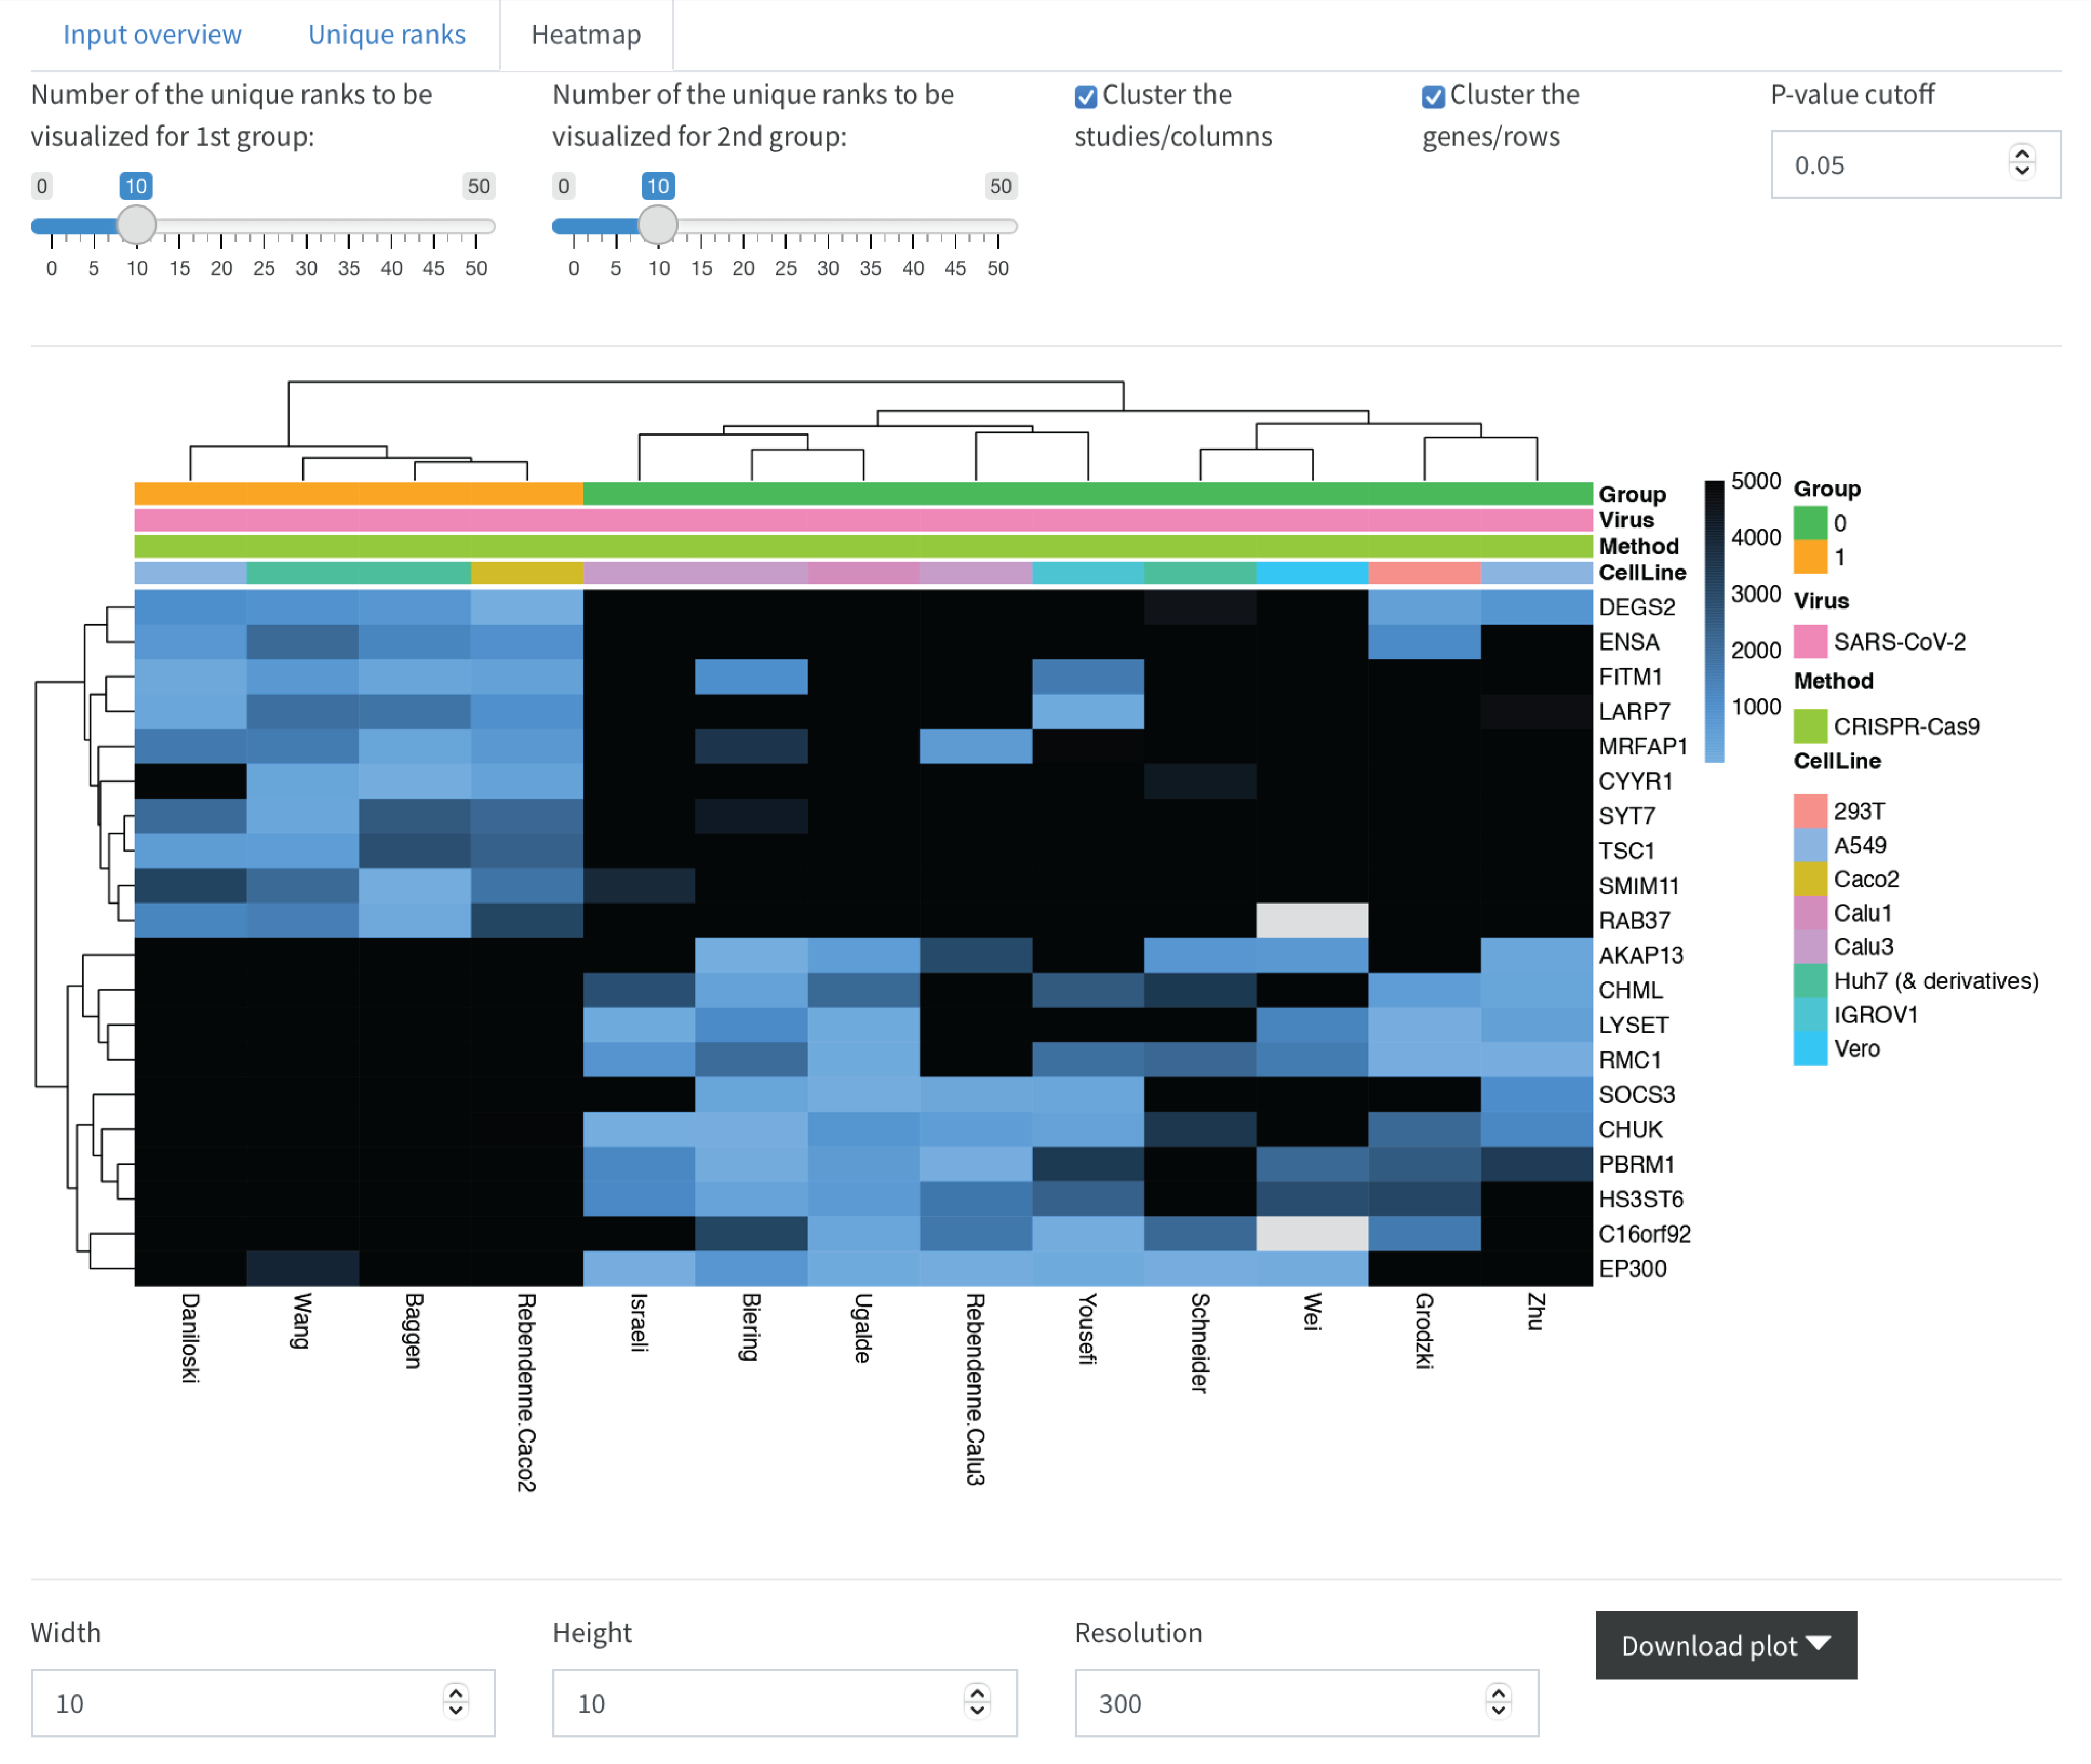 Input overview
Unique ranks
Heatmap
Number of the unique ranks to be
visualized for 1st group:
Number of the unique ranks to be
visualized for 2nd group:
Cluster the
studies/columns
Cluster the
genes/rows
P-value cutoff
0 10 50
0 5 10 15 20 25 30 35 40 45 50
0 10 50
0 5 10 15 20 25 30 35 40 45 50
0.05
Group
Virus
Method
CellLine
DEGS2
ENSA
FITM1
LARP7
MRFAP1
CYYR1
SYT7
TSC1
SMIM11
RAB37
AKAP13
CHML
LYSET
RMC1
SOCS3
CHUK
PBRM1
HS3ST6
C16orf92
EP300
5000
4000
3000
2000
1000
Group
0
1
Virus
SARS-CoV-2
Method
CRISPR-Cas9
CellLine
293T
A549
Caco2
Calu1
Calu3
Huh7 (& derivatives)
IGROV1
Vero
Daniloski
Wang
Baggen
Rebendenne.Caco2
Israeli
Biering
Ugalde
Rebendenne.Calu3
Yousefi
Schneider
Wei
Grodzki
Zhu
Width
Height
Resolution
10
10
300
Download plot